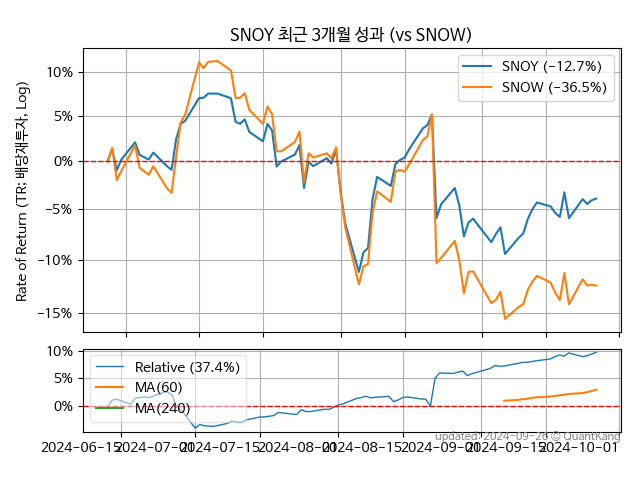 SNOY 최근 3개월 성과 (vs SNOW)
Rate of Return (TR: 배당재투자, Log)
10%
5%
0%
−5%
−10%
−15%
SNOY (−12.7%)
SNOW (−36.5%)
10%
5%
0%
Relative (37.4%)
MA(60)
MA(240)
updated: 2024-09-26 © QuantKang
2024-06-15
2024-07-01
2024-07-15
2024-08-01
2024-08-15
2024-09-01
2024-09-15
2024-10-01